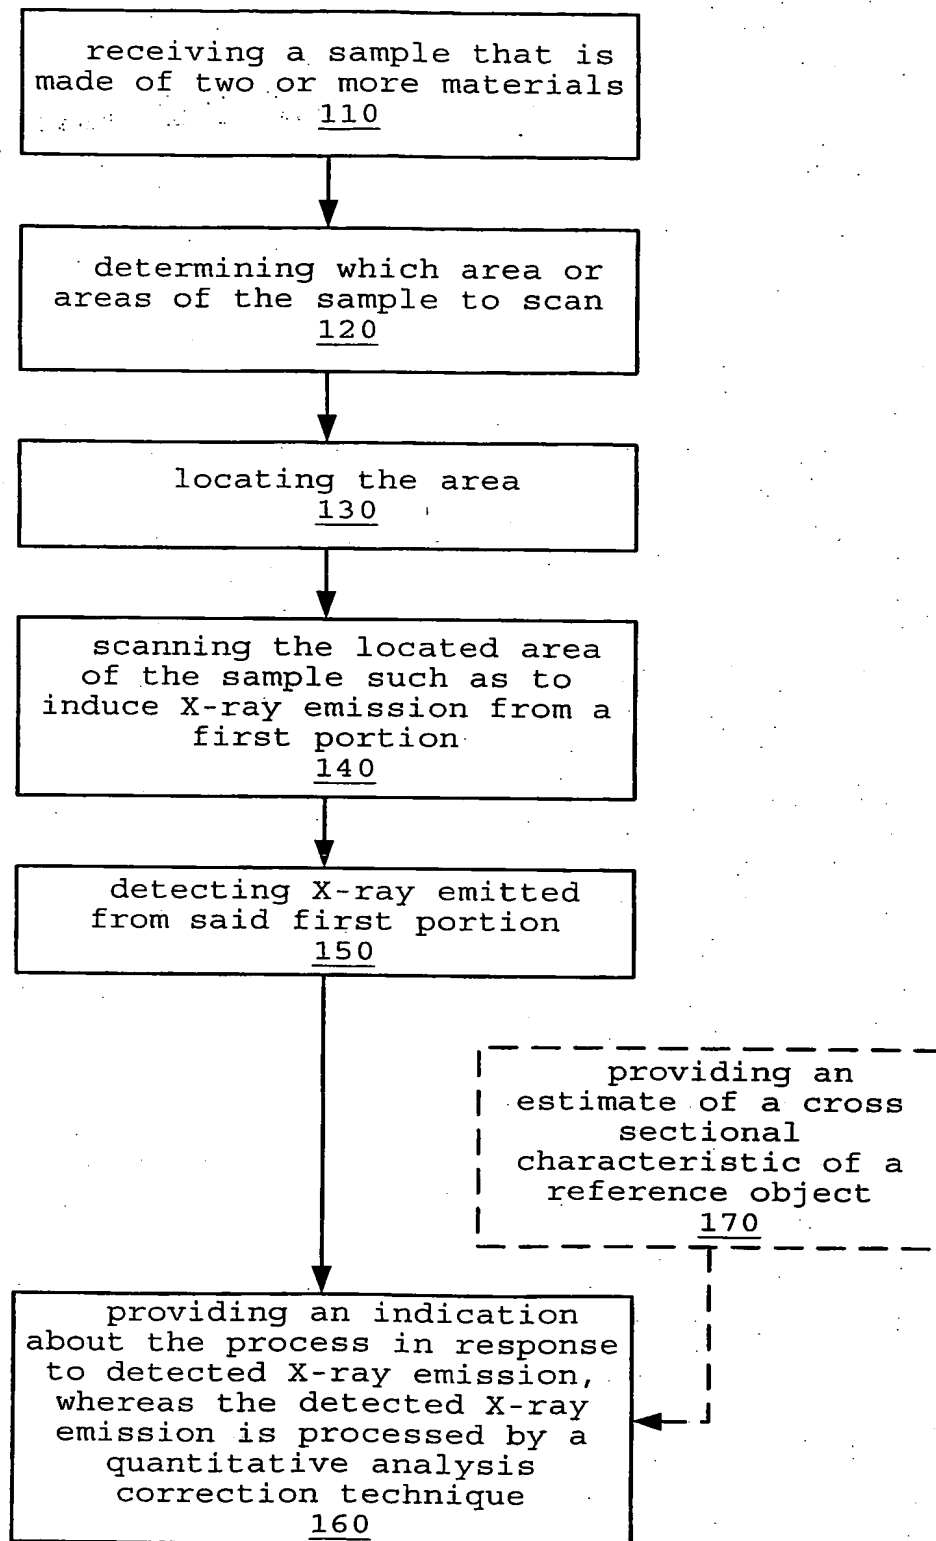 receiving a sample that is
made of two or more materials
110
determining which area or
areas of the sample to scan
120
locating the area
130
scanning the located area
of the sample such as to
induce X-ray emission from a
first portion
140
detecting X-ray emitted
from said first portion
150
providing an
estimate of a cross
sectional
characteristic of a
reference object
170
providing an indication
about the process in response
to detected X-ray emission,
whereas the detected X-ray
emission is processed by a
quantitative analysis
correction technique
160